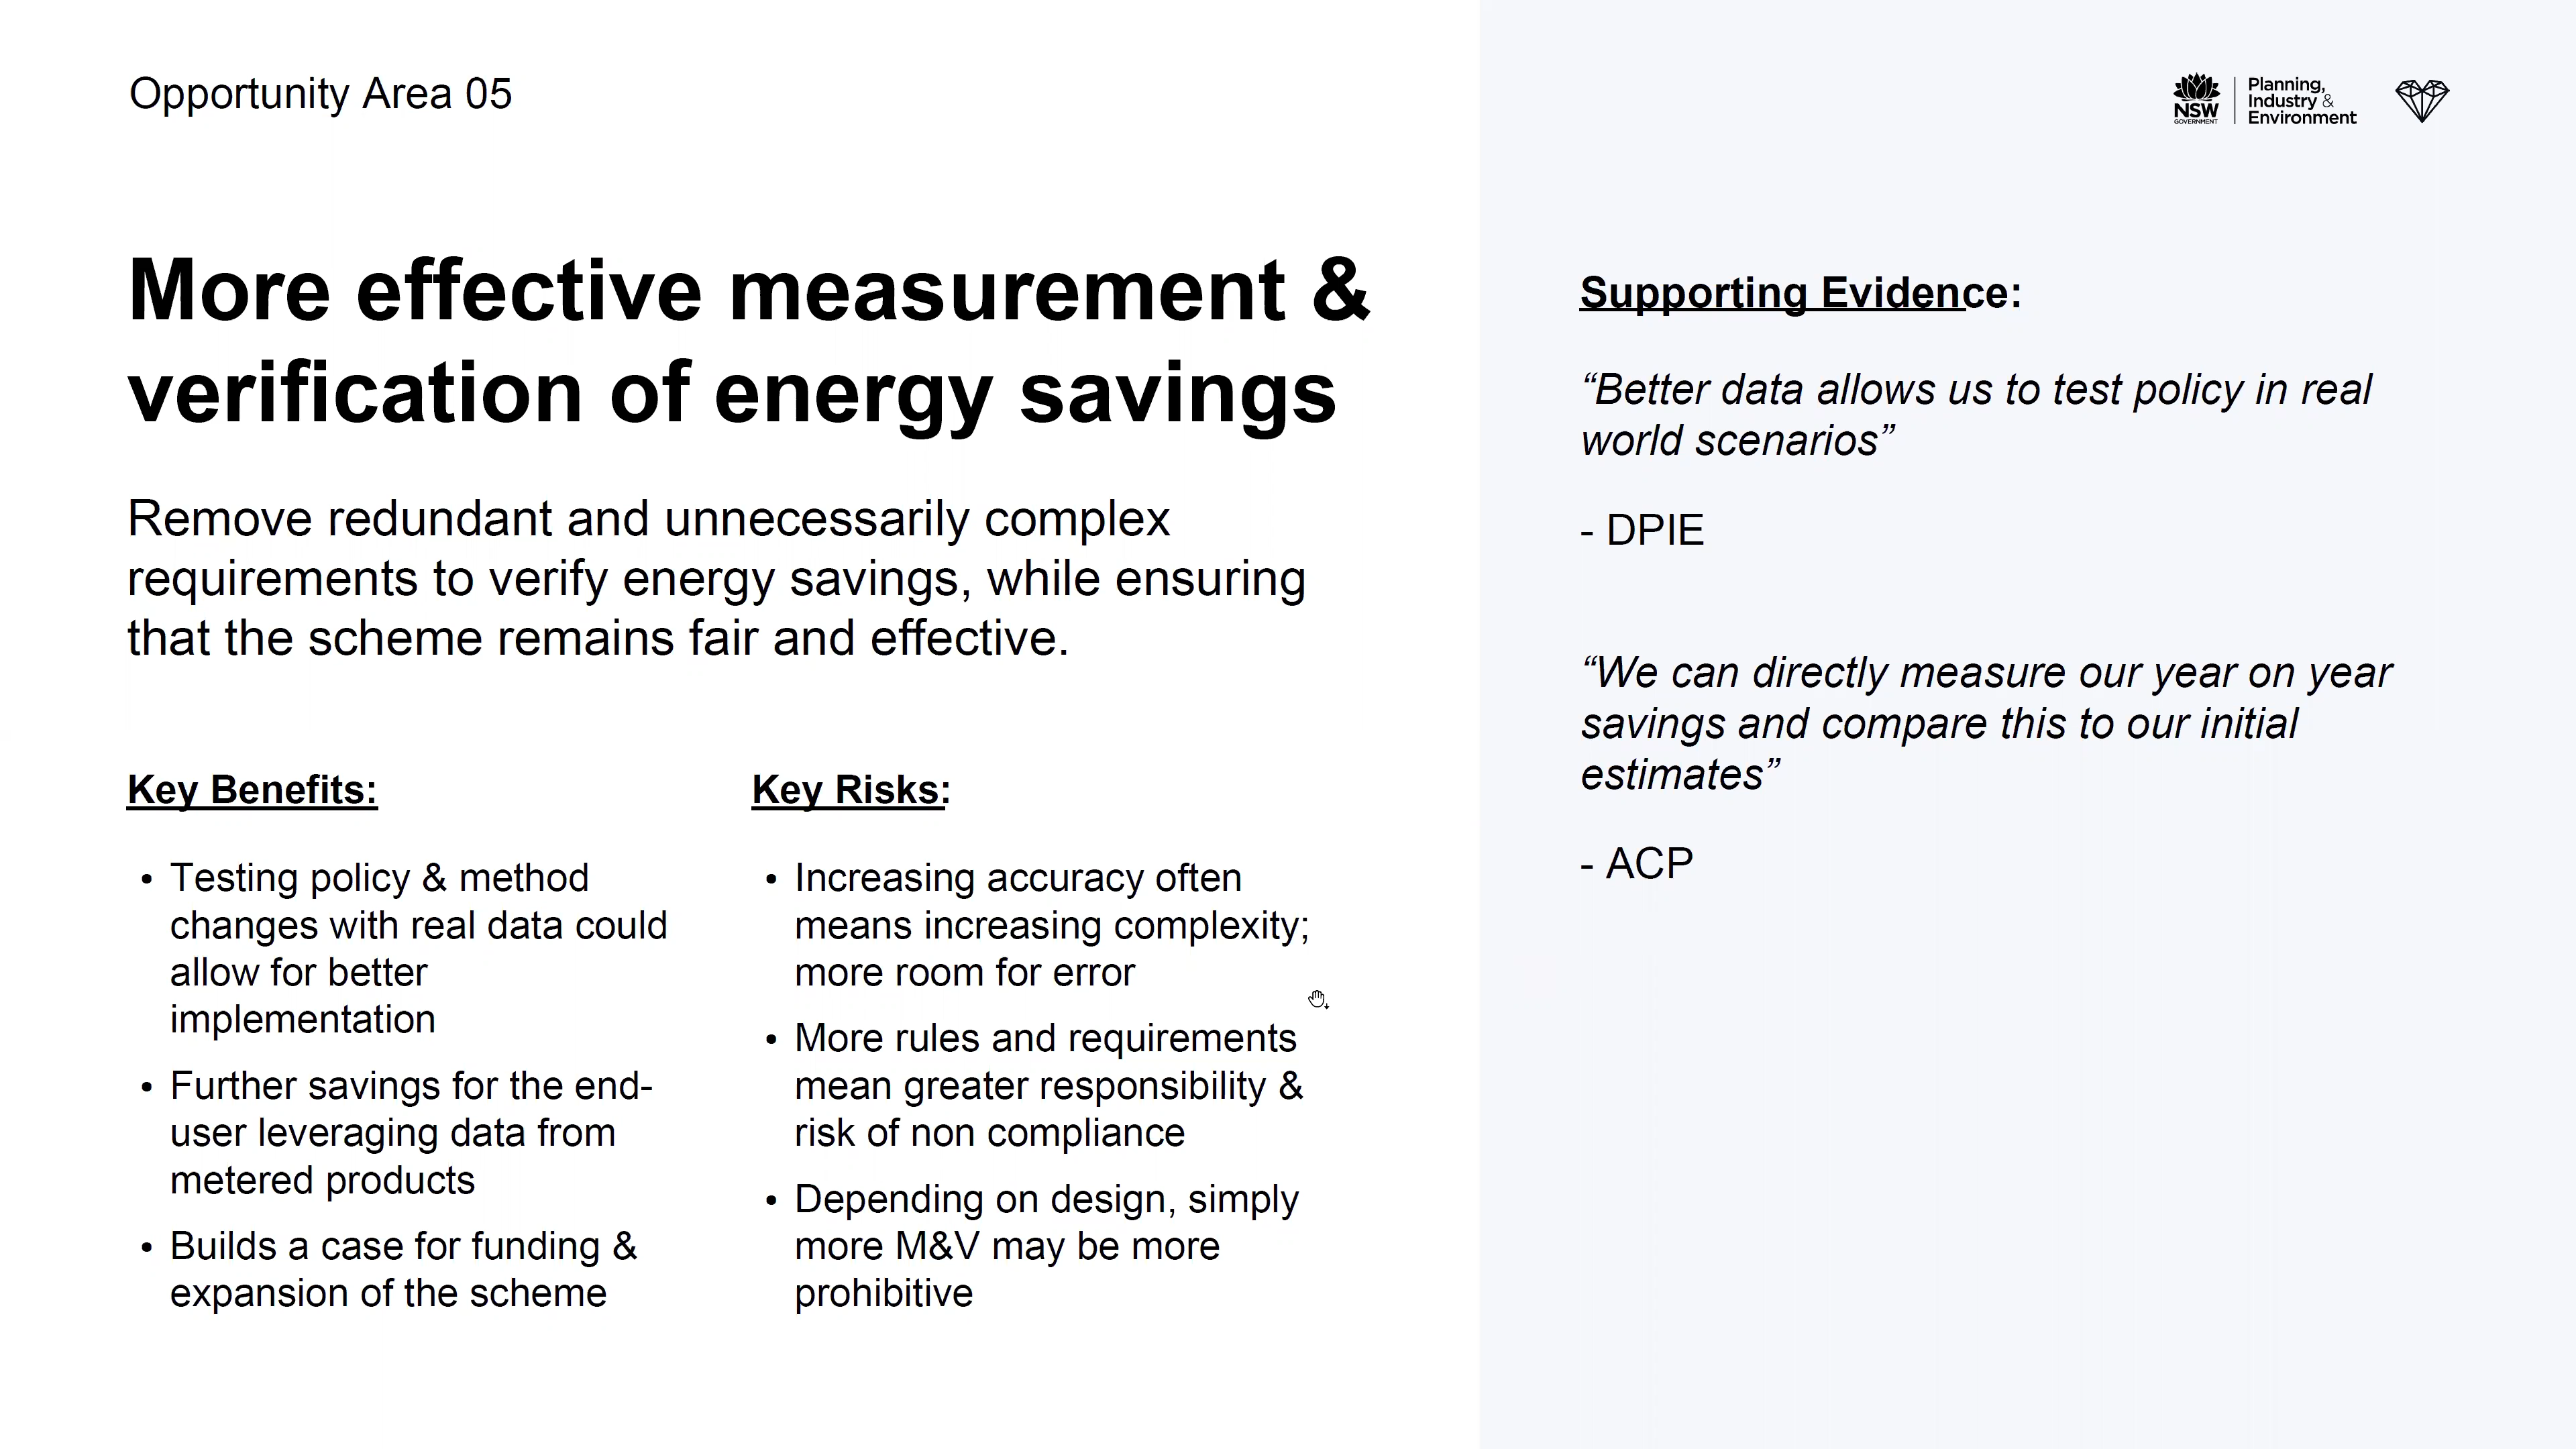 Opportunity Area 05
NSW
GOVERNMENT
Planning,
Industry &
Environment
More effective measurement &
verification of energy savings
Remove redundant and unnecessarily complex
requirements to verify energy savings, while ensuring
that the scheme remains fair and effective.
Key Benefits:
• Testing policy & method
changes with real data could
allow for better
implementation
• Further savings for the end-
user leveraging data from
metered products
• Builds a case for funding &
expansion of the scheme
Key Risks:
• Increasing accuracy often
means increasing complexity;
more room for error
• More rules and requirements
mean greater responsibility &
risk of non compliance
• Depending on design, simply
more M&V may be more
prohibitive
Supporting Evidence:
“Better data allows us to test policy in real
world scenarios”
- DPIE
“We can directly measure our year on year
savings and compare this to our initial
estimates”
- ACP